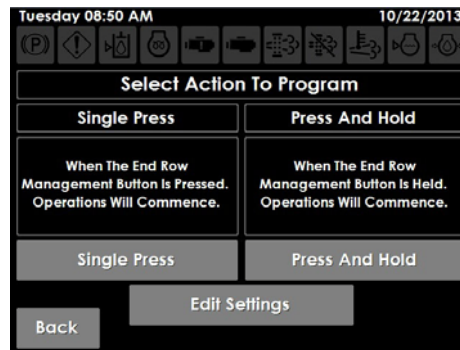 Tuesday 08:50 AM 10/22/2013
(P)
Select Action To Program
Single Press Press And Hold
When The End Row When The End Row
Management Button Is Pressed. Management Button Is Held.
Operations Will Commence. Operations Will Commence.
Single Press Press And Hold
Edit Settings
Back